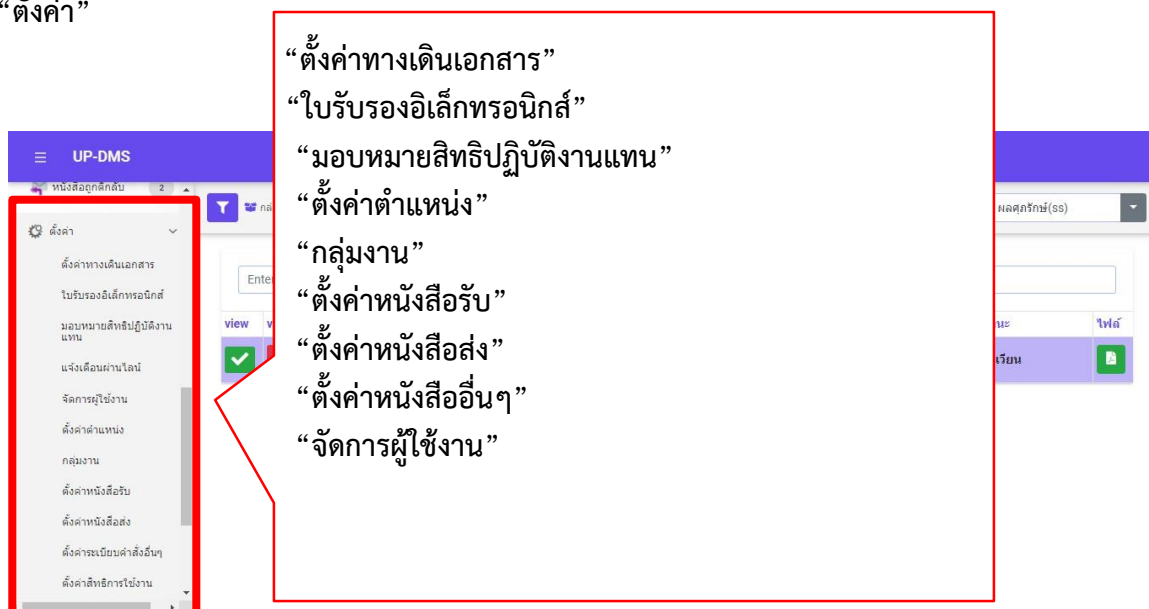 “ตั้งค่า”
“ตั้งค่าทางเดินเอกสาร”
“ใบรับรองอิเล็กทรอนิกส์”
“มอบหมายสิทธิปฏิบัติงานแทน”
“ตั้งค่าตำแหน่ง”
“กลุ่มงาน”
“ตั้งค่าหนังสือรับ”
“ตั้งค่าหนังสือส่ง”
“ตั้งค่าหนังสืออื่นๆ”
“จัดการผู้ใช้งาน”
UP-DMS
หนังสือถูกตีกลับ 2
ตั้งค่า
ตั้งค่าทางเดินเอกสาร
ใบรับรองอิเล็กทรอนิกส์
มอบหมายสิทธิปฏิบัติงาน
แทน
แจ้งเตือนผ่านไลน์
จัดการผู้ใช้งาน
ตั้งค่าตำแหน่ง
กลุ่มงาน
ตั้งค่าหนังสือรับ
ตั้งค่าหนังสือส่ง
ตั้งค่าระเบียบคำสั่งอื่นๆ
ตั้งค่าสิทธิการใช้งาน
ผลศุภรักษ์(ss)
Enter
view
ไฟล์
เวียน